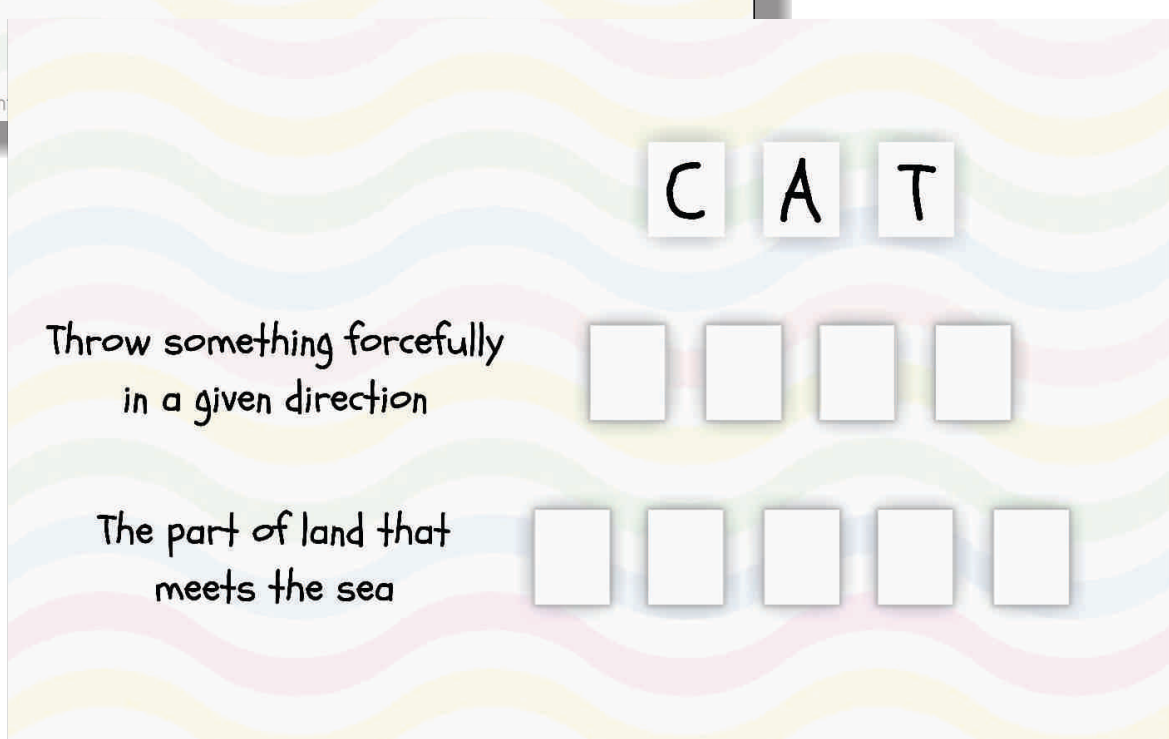 C A T
Throw something forcefully
in a given direction
The part of land that
meets the sea